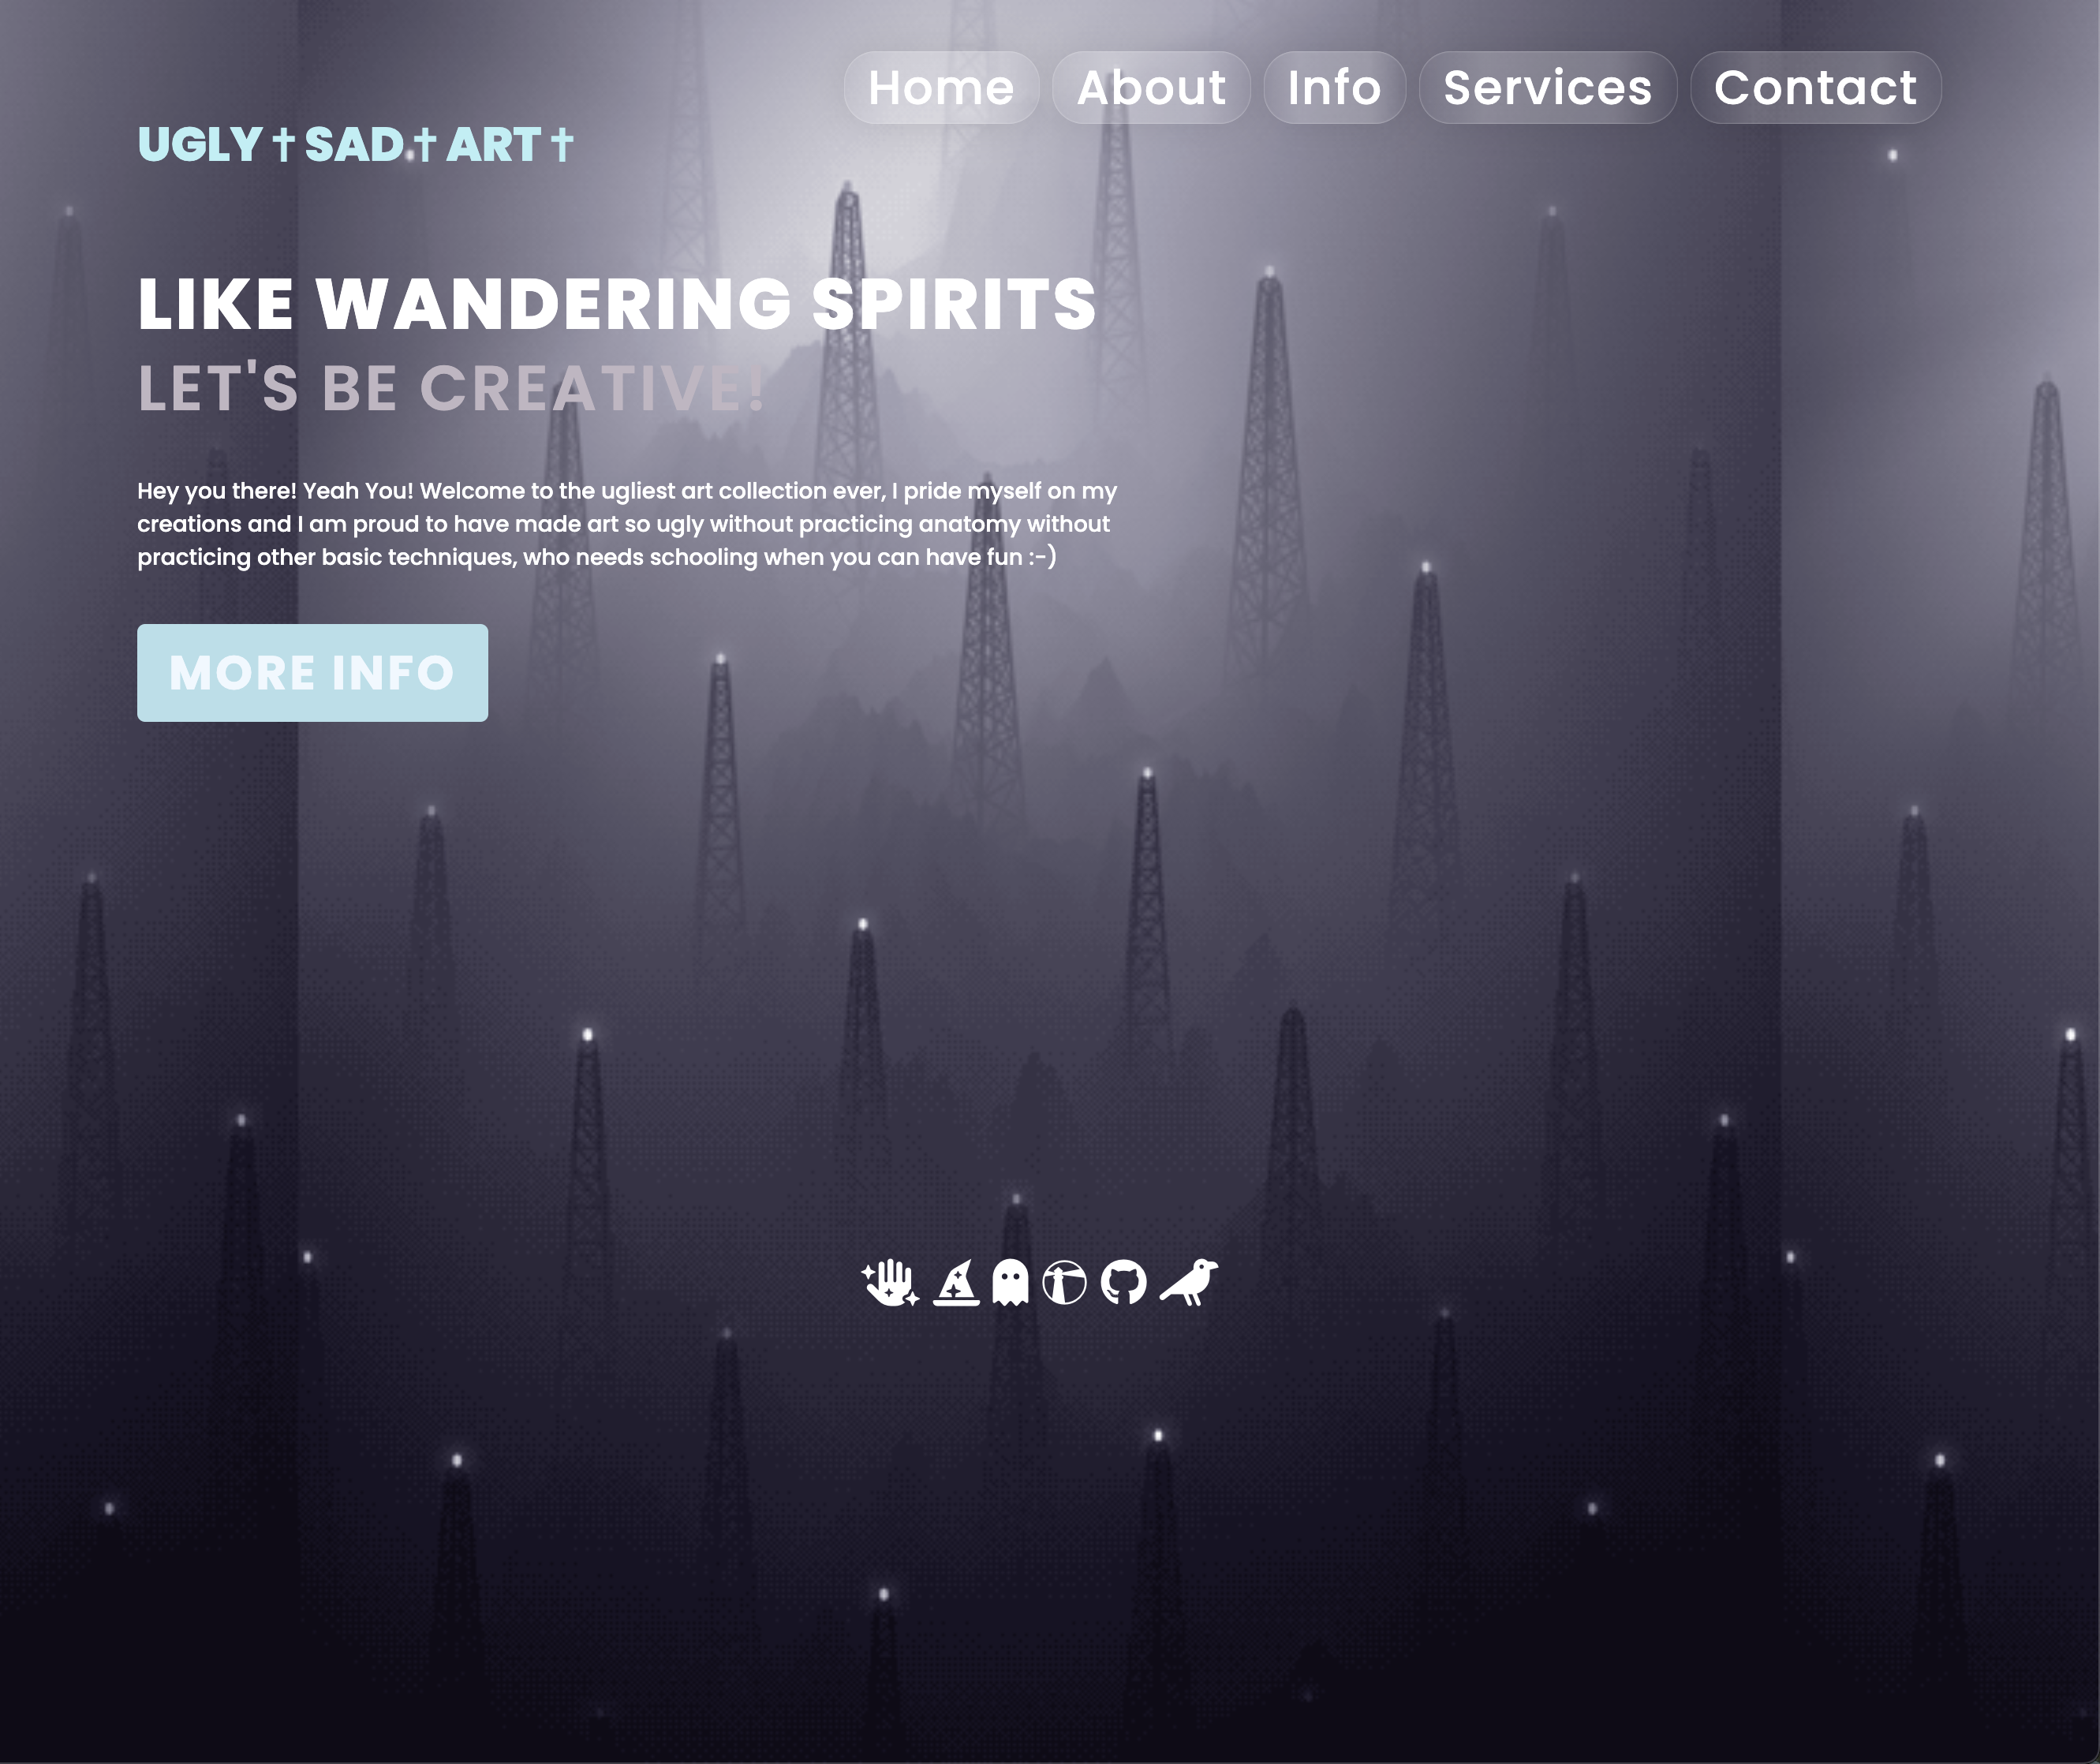 Home About Info Services Contact
UGLY✝SAD✝ART✝
LIKE WANDERING SPIRITS
LET'S BE CREATIVE!
Hey you there! Yeah You! Welcome to the ugliest art collection ever, I pride myself on my
creations and I am proud to have made art so ugly without practicing anatomy without
practicing other basic techniques, who needs schooling when you can have fun :-)
MORE INFO